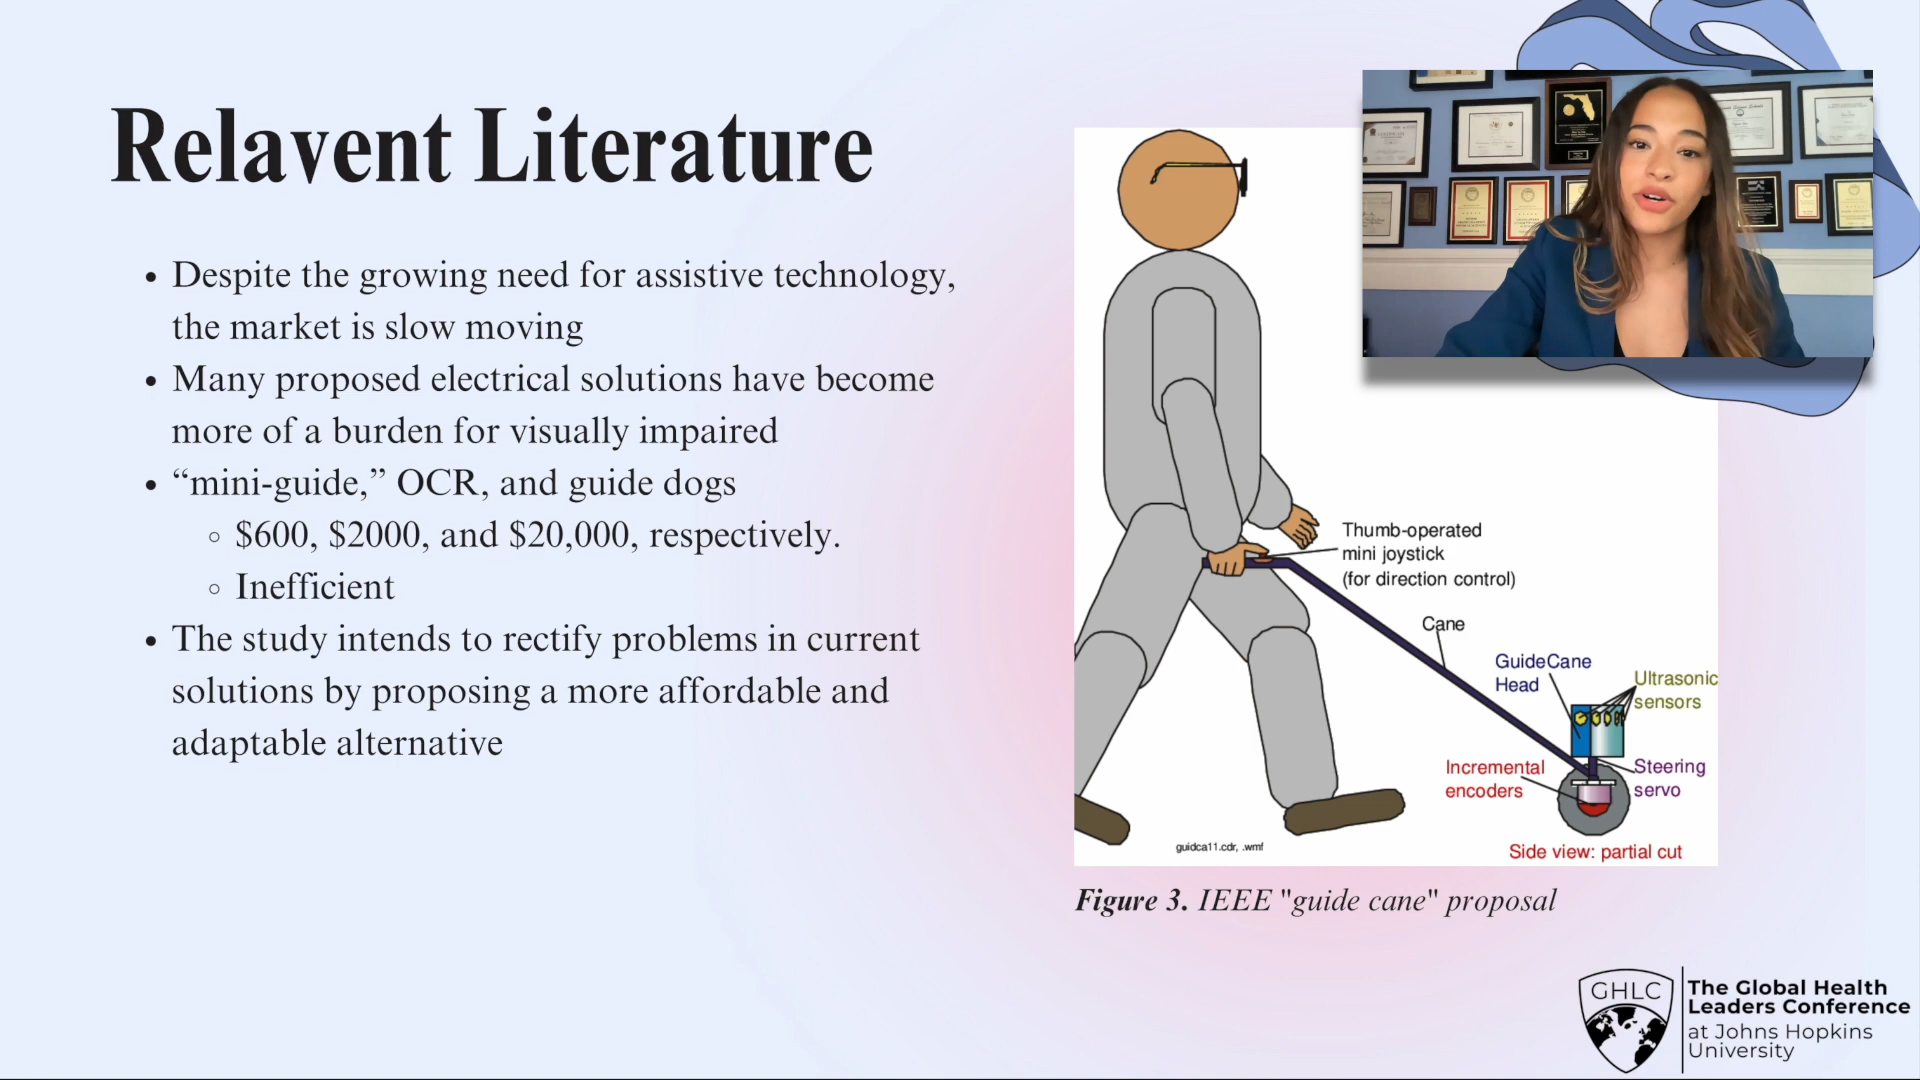 Relavent Literature
Despite the growing need for assistive technology,
the market is slow moving
Many proposed electrical solutions have become
more of a burden for visually impaired
“mini-guide,” OCR, and guide dogs
$600, $2000, and $20,000, respectively.
Inefficient
The study intends to rectify problems in current
solutions by proposing a more affordable and
adaptable alternative
Thumb-operated
mini joystick
(for direction control)
Cane
GuideCane
Head
Ultrasonic
sensors
Incremental
encoders
Steering
servo
guidca11.cdr, .wmf
Side view: partial cut
Figure 3. IEEE "guide cane" proposal
GHLC
The Global Health
Leaders Conference
at Johns Hopkins
University